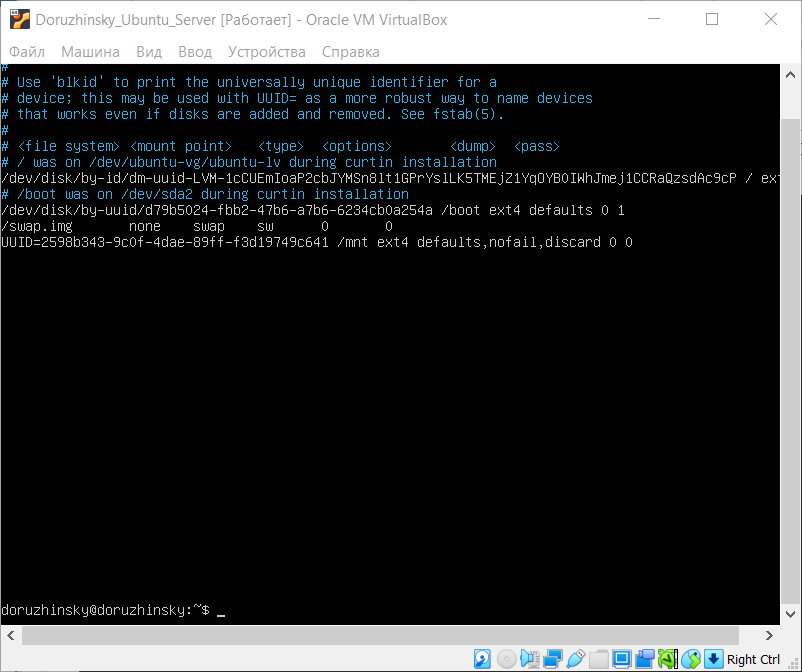 Doruzhinsky_Ubuntu_Server [Работает] - Oracle VM VirtualBox
Файл Машина Вид Ввод Устройства Справка
#
# Use 'blkid' to print the universally unique identifier for a
# device; this may be used with UUID= as a more robust way to name devices
# that works even if disks are added and removed. See fstab(5).
#
# <file system> <mount point>   <type>  <options>       <dump>  <pass>
# / was on /dev/ubuntu-vg/ubuntu-lv during curtin installation
/dev/disk/by-id/dm-uuid-LVM-1cCUEmIoaP2cbJYMSn8lt1GPrYslLK5TMEjZ1YqOYB0IWhJmej1CCRaQzsdAc9cP / ext
# /boot was on /dev/sda2 during curtin installation
/dev/disk/by-uuid/d79b5024-fbb2-47b6-a7b6-6234cb0a254a /boot ext4 defaults 0 1
/swap.img       none    swap    sw      0       0
UUID=2598b343-9c0f-4dae-89ff-f3d19749c641 /mnt ext4 defaults,nofail,discard 0 0
doruzhinsky@doruzhinsky:~$ _
Right Ctrl